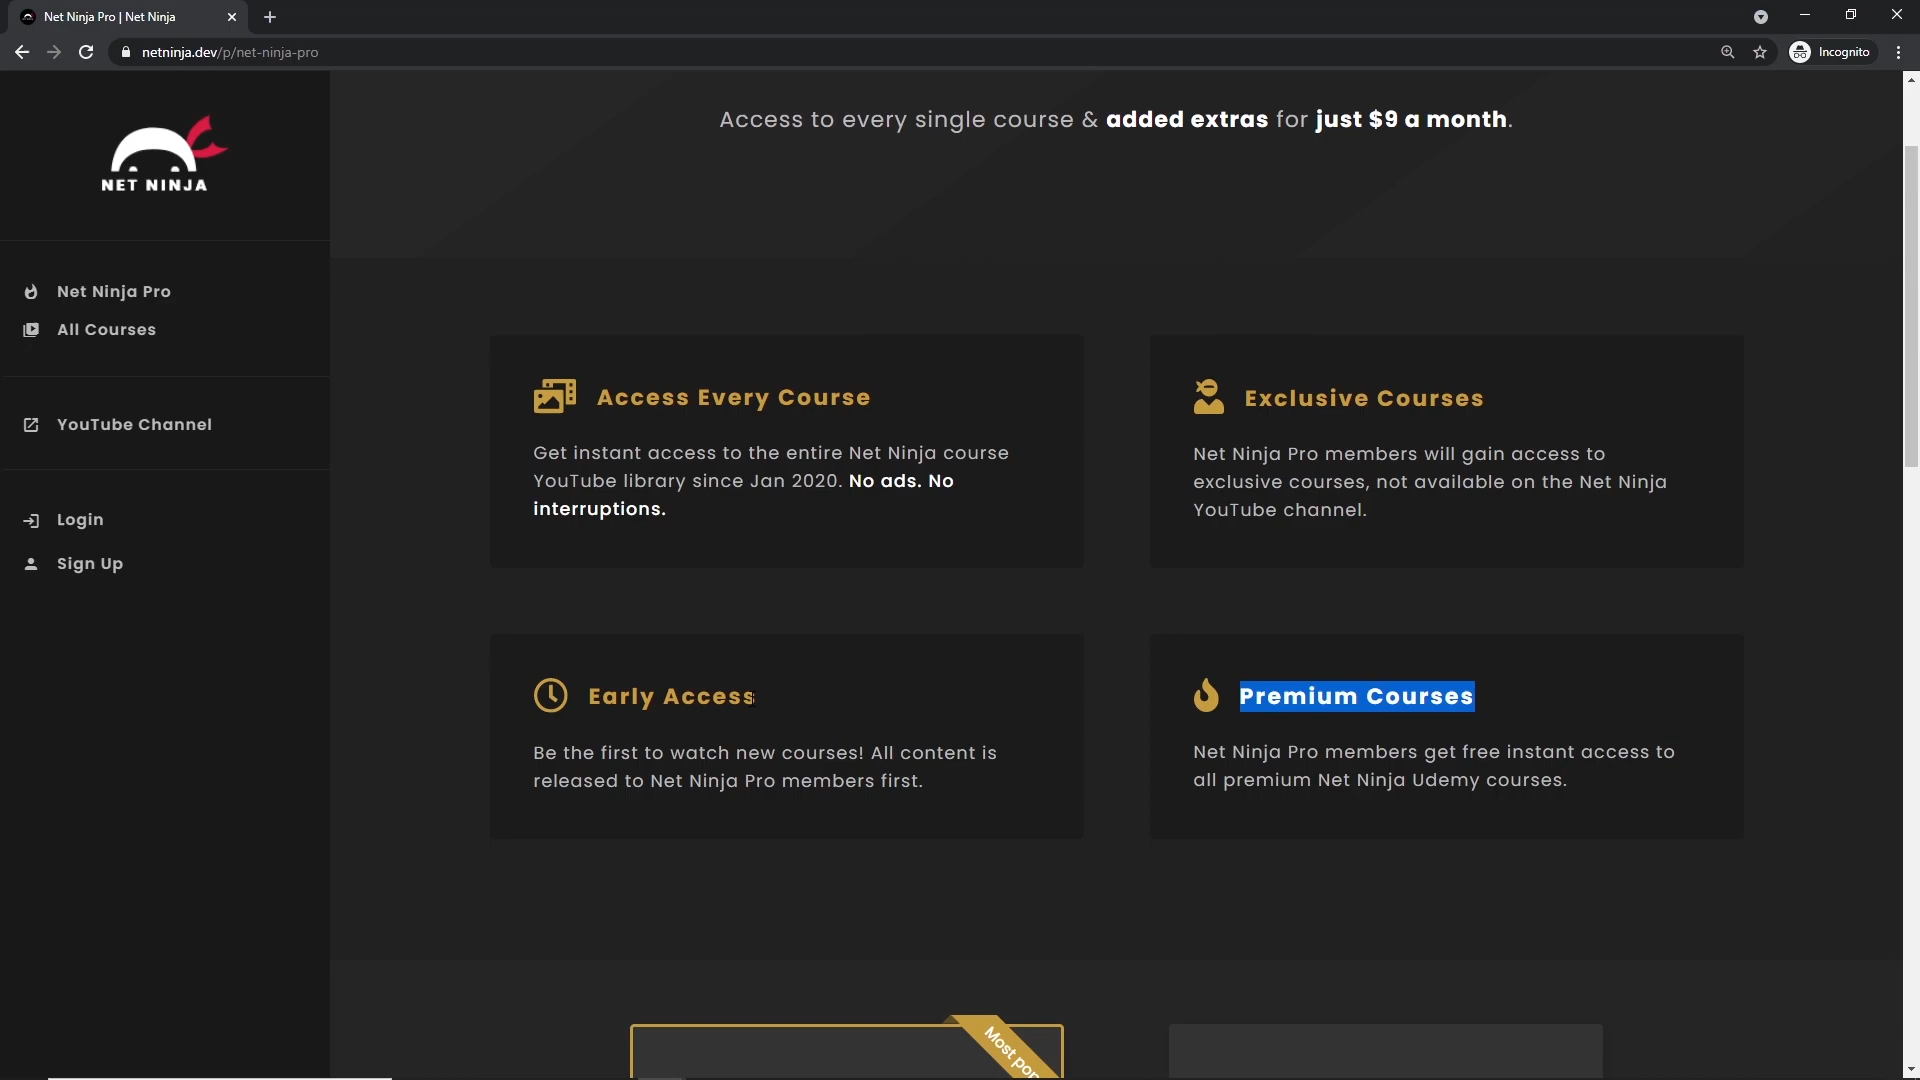 Net Ninja Pro | Net Ninja
netninja.dev/p/net-ninja-pro
Incognito
NET NINJA
Net Ninja Pro
All Courses
YouTube Channel
Login
Sign Up
Access to every single course & added extras for just $9 a month.
Access Every Course
Get instant access to the entire Net Ninja course
YouTube library since Jan 2020. No ads. No
interruptions.
Exclusive Courses
Net Ninja Pro members will gain access to
exclusive courses, not available on the Net Ninja
YouTube channel.
Early Access
Be the first to watch new courses! All content is
released to Net Ninja Pro members first.
Premium Courses
Net Ninja Pro members get free instant access to
all premium Net Ninja Udemy courses.
Most pop